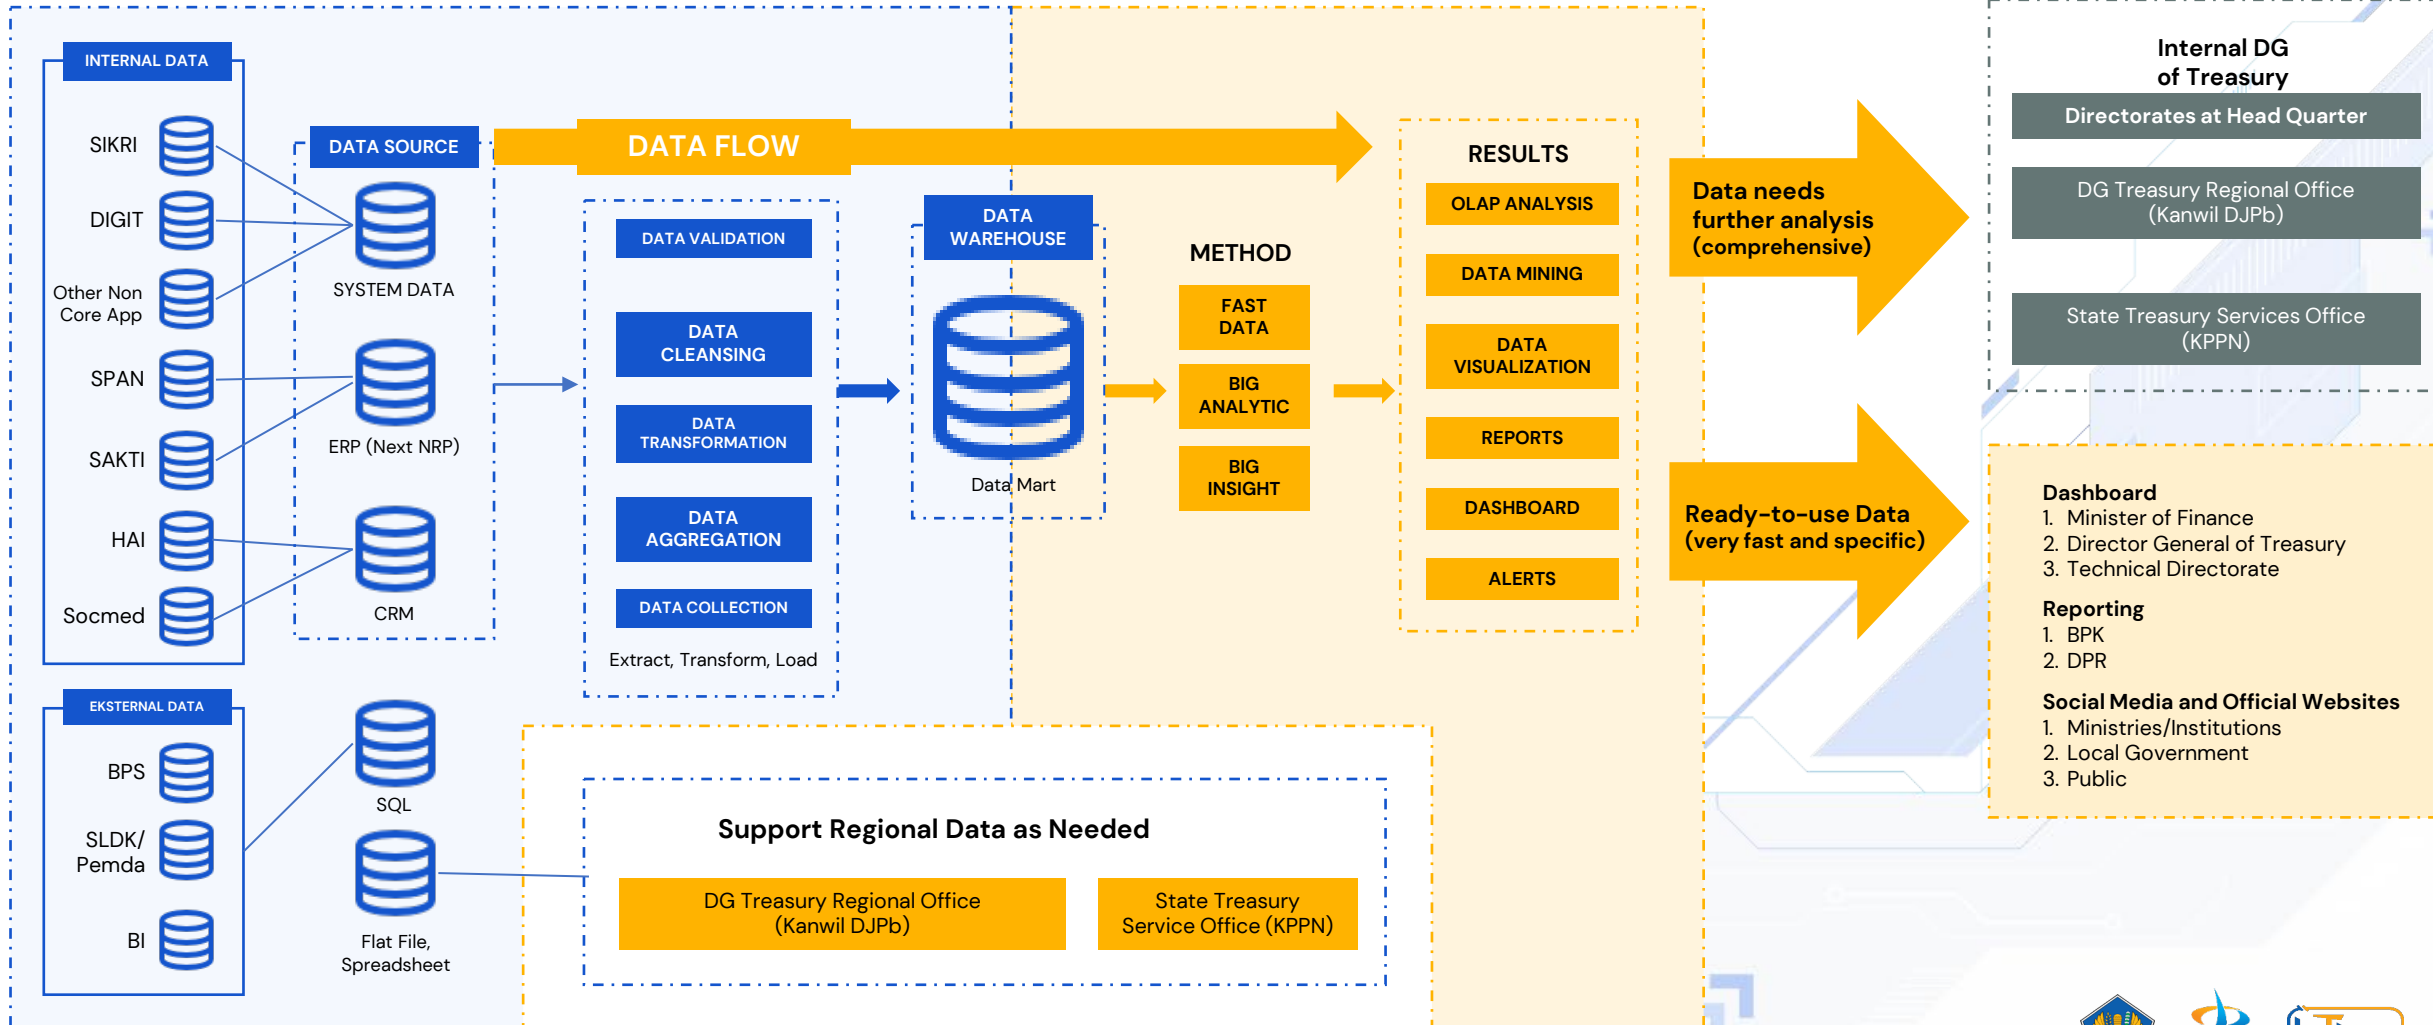 INTERNAL DATA
SIKRI
DIGIT
Other Non
Core App
SPAN
SAKTI
HAI
Socmed
EKSTERNAL DATA
BPS
SLDK/
Pemda
BI
DATA SOURCE
SYSTEM DATA
ERP (Next NRP)
CRM
SQL
Flat File,
Spreadsheet
DATA FLOW
DATA VALIDATION
DATA
CLEANSING
DATA
TRANSFORMATION
DATA
AGGREGATION
DATA COLLECTION
Extract, Transform, Load
DATA
WAREHOUSE
Data Mart
METHOD
FAST
DATA
BIG
ANALYTIC
BIG
INSIGHT
RESULTS
OLAP ANALYSIS
DATA MINING
DATA
VISUALIZATION
REPORTS
DASHBOARD
ALERTS
Support Regional Data as Needed
DG Treasury Regional Office
(Kanwil DJPb)
State Treasury
Service Office (KPPN)
Data needs
further analysis
(comprehensive)
Ready-to-use Data
(very fast and specific)
Internal DG
of Treasury
Directorates at Head Quarter
DG Treasury Regional Office
(Kanwil DJPb)
State Treasury Services Office
(KPPN)
Dashboard
1. Minister of Finance
2. Director General of Treasury
3. Technical Directorate
Reporting
1. BPK
2. DPR
Social Media and Official Websites
1. Ministries/Institutions
2. Local Government
3. Public